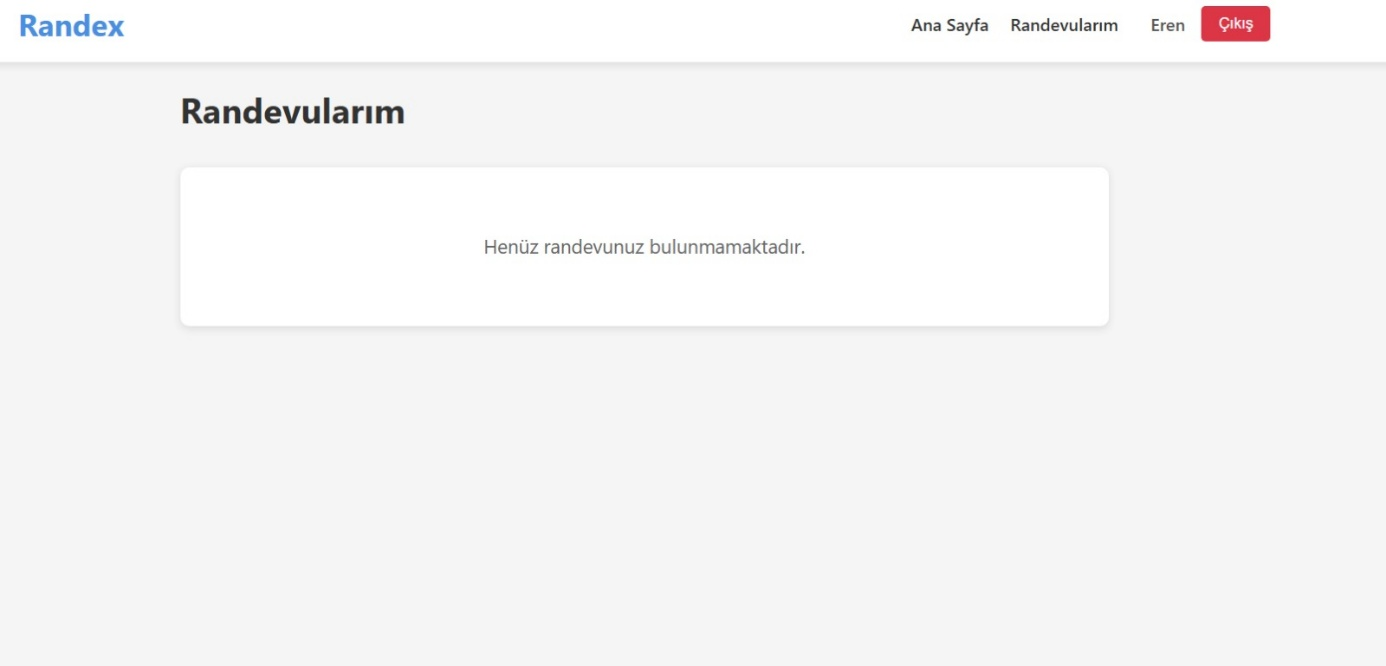 Randex
Ana Sayfa Randevularım Eren Çıkış
Randevularım
Henüz randevunuz bulunmamaktadır.